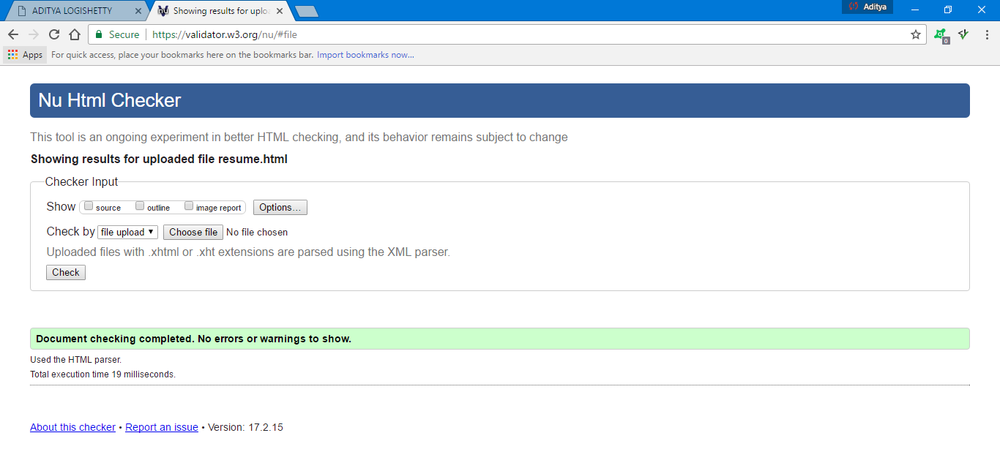 ADITYA LOGISHETTY
Showing results for uploa
Aditya
Secure https://validator.w3.org/nu/#file
0
Apps For quick access, place your bookmarks here on the bookmarks bar. Import bookmarks now...
Nu Html Checker
This tool is an ongoing experiment in better HTML checking, and its behavior remains subject to change
Showing results for uploaded file resume.html
Checker Input
Show source outline image report Options...
Check by file upload Choose file No file chosen
Uploaded files with .xhtml or .xht extensions are parsed using the XML parser.
Check
Document checking completed. No errors or warnings to show.
Used the HTML parser.
Total execution time 19 milliseconds.
About this checker • Report an issue • Version: 17.2.15